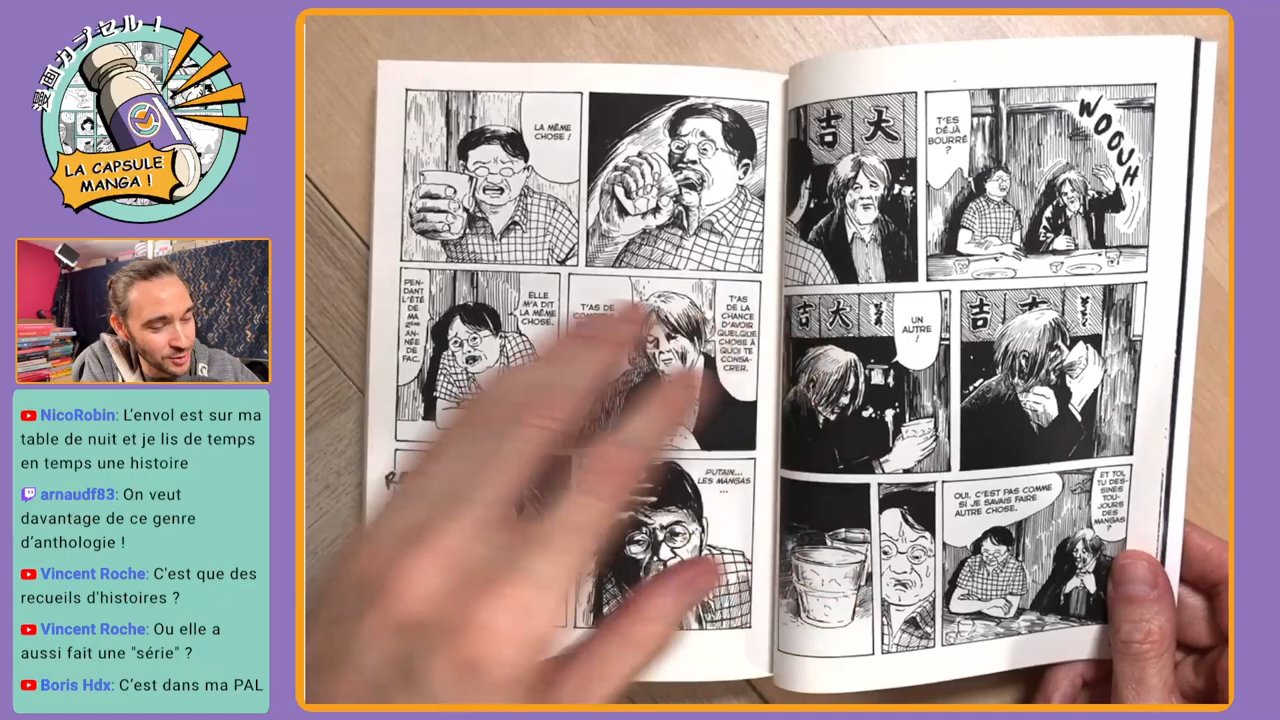 漫画カプセル！
LA CAPSULE
MANGA !
NicoRobin: L'envol est sur ma
table de nuit et je lis de temps
en temps une histoire
arnaudf83: On veut
davantage de ce genre
d'anthologie !
Vincent Roche: C'est que des
recueils d'histoires ?
Vincent Roche: Ou elle a
aussi fait une "série" ?
Boris Hdx: C'est dans ma PAL
LA MÊME
CHOSE !
PEN-
DANT
L'ÉTÉ
DE
MA
2ÈME
AN-
NÉE
DE
FAC.
ELLE
M'A DIT
LA MÊME
CHOSE.
T'AS DE
T'AS
DE LA
CHANCE
D'AVOIR
QUELQUE
CHOSE À
QUOI TE
CONSA-
CRER.
PUTAIN...
LES MANGAS
...
吉大
T'ES
DÉJÀ
BOURRÉ
?
WOOUH
吉大
UN
AUTRE
!
吉大
OUI. C'EST PAS COMME
SI JE SAVAIS FAIRE
AUTRE CHOSE.
ET TOI,
TU DES-
SINES
TOU-
JOURS
DES
MANGAS
?